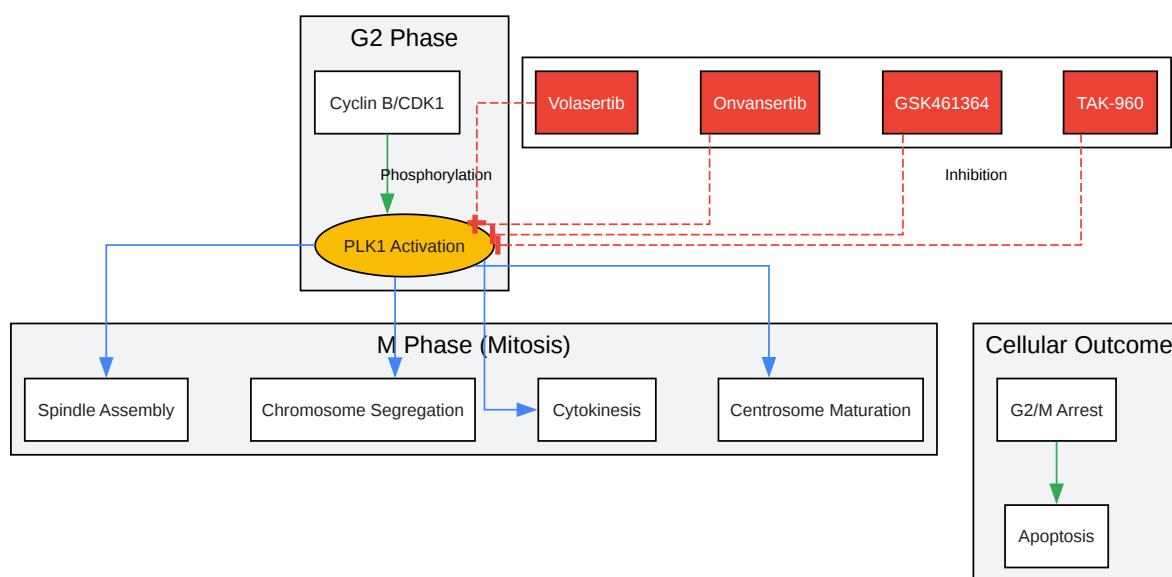 G2 Phase
Cyclin B/CDK1
Volasertib
Onvansertib
GSK461364
TAK-960
Phosphorylation
Inhibition
PLK1 Activation
M Phase (Mitosis)
Cellular Outcome
Spindle Assembly
Chromosome Segregation
Cytokinesis
Centrosome Maturation
G2/M Arrest
Apoptosis